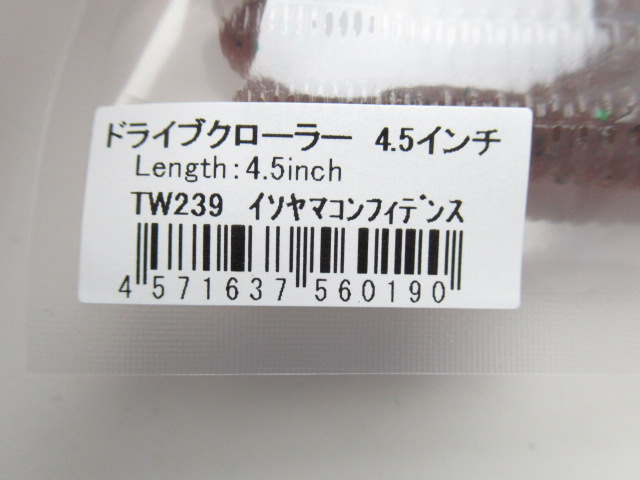 ドライブクローラー 4.5インチ
Length:4.5inch
TW239 ｲｿﾔﾏｺﾝﾌｨﾃﾞﾝｽ
4 571637 560190